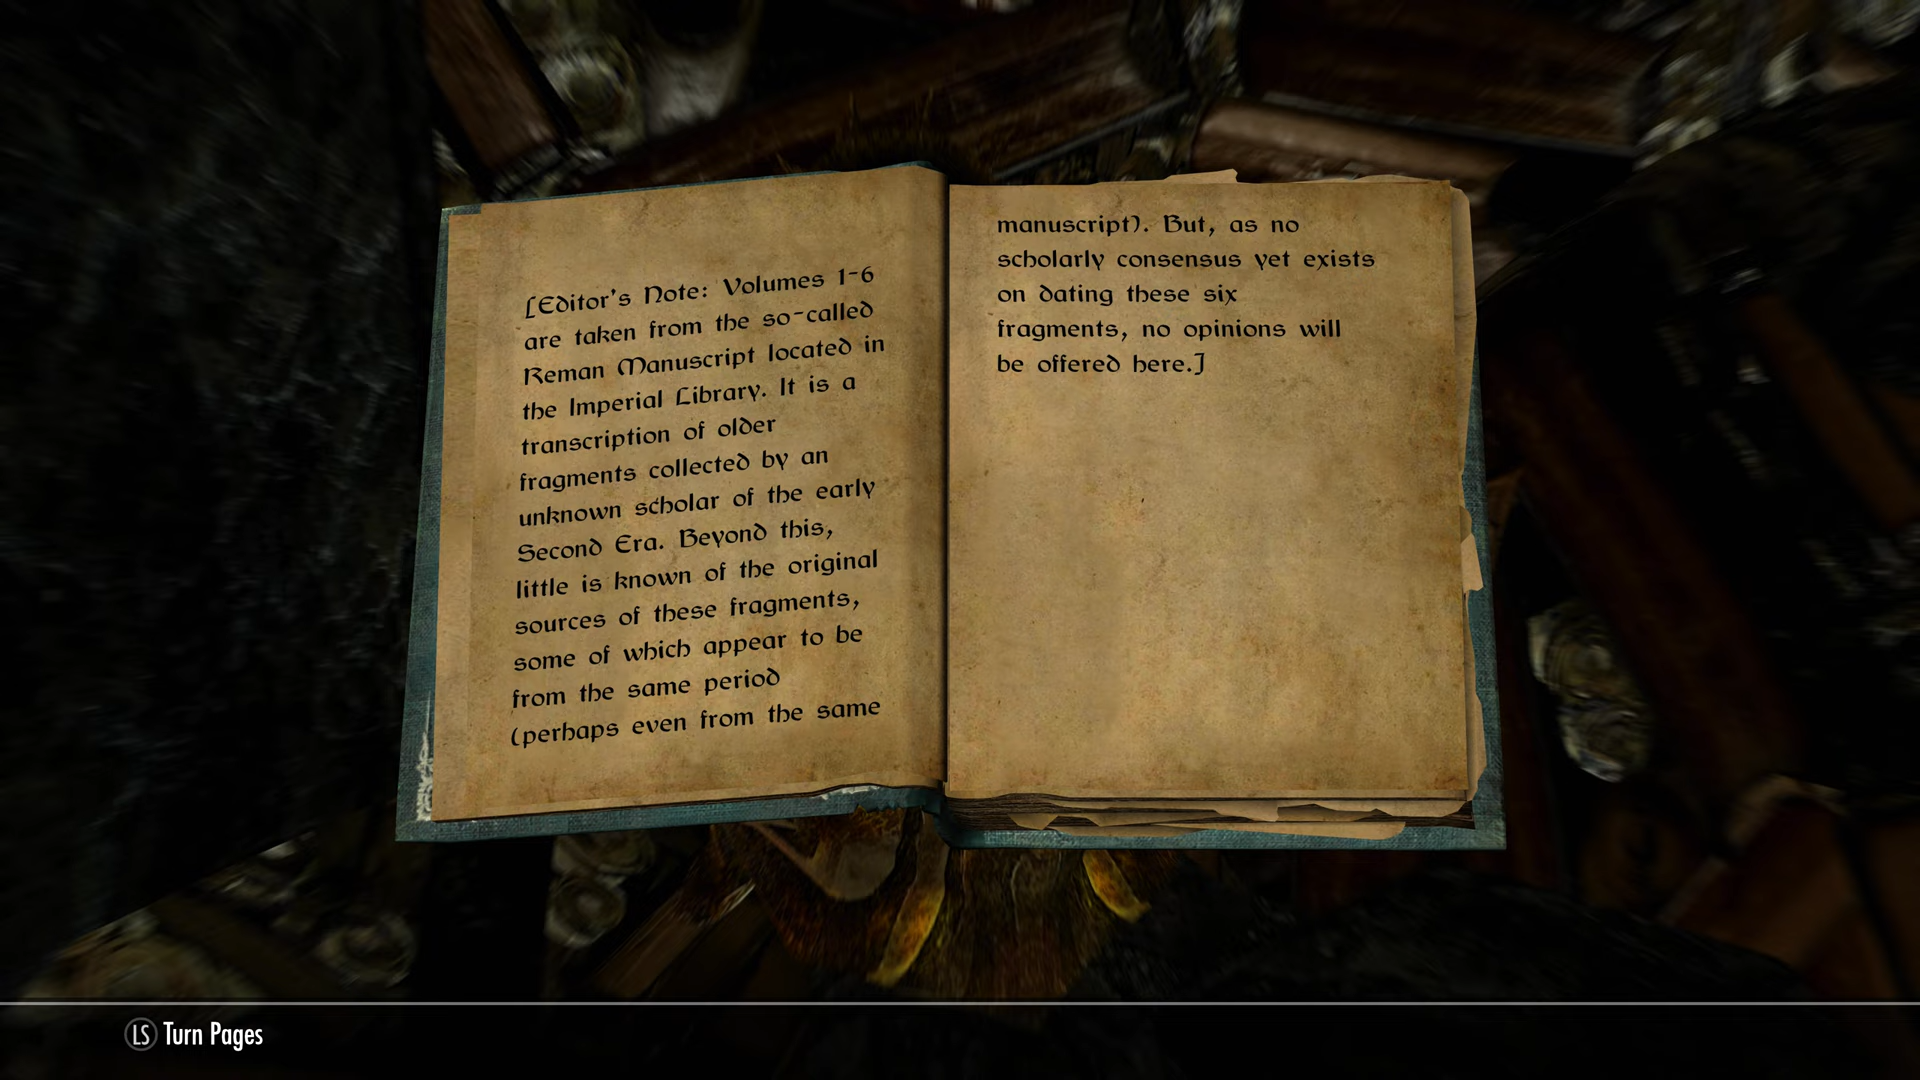 [Editor's Note: Volumes 1-6
are taken from the so-called
Reman Manuscript located in
the Imperial Library. It is a
transcription of older
fragments collected by an
unknown scholar of the early
Second Era. Beyond this,
little is known of the original
sources of these fragments,
some of which appear to be
from the same period
(perhaps even from the same
manuscript). But, as no
scholarly consensus yet exists
on dating these six
fragments, no opinions will
be offered here.]
LS Turn Pages